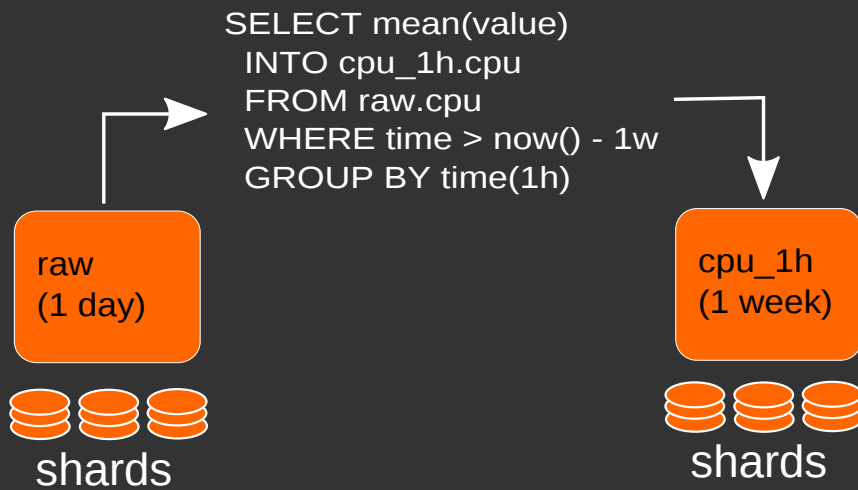 SELECT mean(value)
INTO cpu_1h.cpu
FROM raw.cpu
WHERE time > now() - 1w
GROUP BY time(1h)
raw
(1 day)
cpu_1h
(1 week)
shards
shards